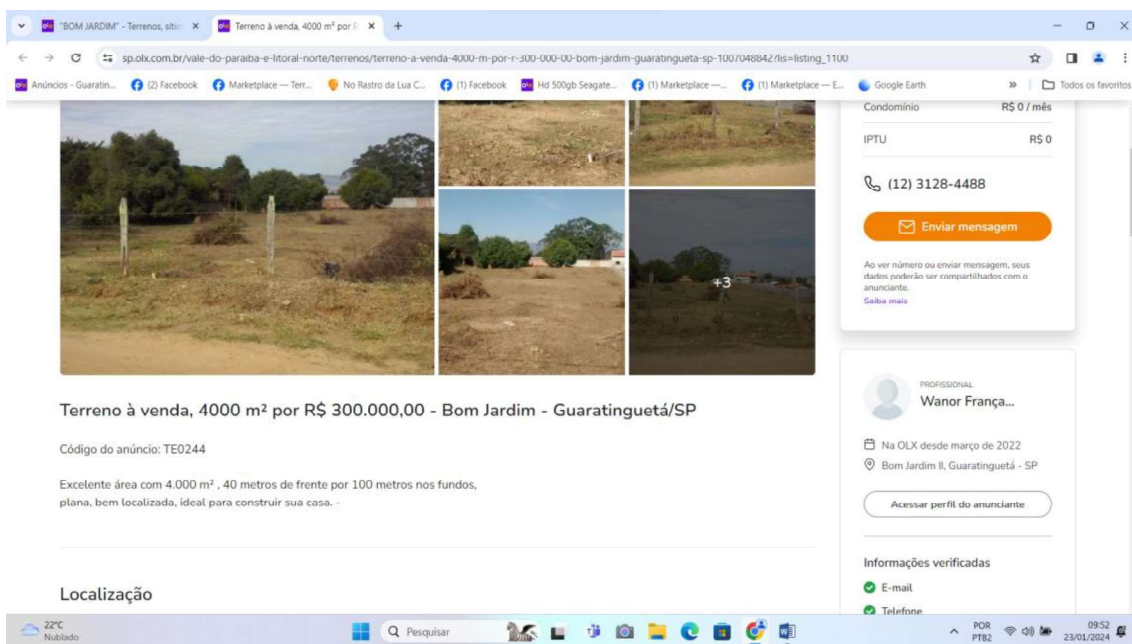 "BOM JARDIM" - Terrenos, sítio
Terreno à venda, 4000 m² por R
sp.olx.com.br/vale-do-paraiba-e-litoral-norte/terrenos/terreno-a-venda-4000-m-por-r-300-000-00-bom-jardim-guaratingueta-sp-1007048842?lis=listing_1100
Anúncios - Guaratin... (2) Facebook Marketplace — Terr... No Rastro da Lua C... (1) Facebook Hd 500gb Seagate... (1) Marketplace —... (1) Marketplace — E... Google Earth » Todos os favoritos
Condomínio R$ 0 / mês
IPTU R$ 0
(12) 3128-4488
Enviar mensagem
Ao ver número ou enviar mensagem, seus
dados poderão ser compartilhados com o
anunciante.
Saiba mais
+3
Terreno à venda, 4000 m² por R$ 300.000,00 - Bom Jardim - Guaratinguetá/SP
Código do anúncio: TE0244
Excelente área com 4.000 m² , 40 metros de frente por 100 metros nos fundos,
plana, bem localizada, ideal para construir sua casa. -
Localização
PROFISSIONAL
Wanor França...
Na OLX desde março de 2022
Bom Jardim II, Guaratinguetá - SP
Acessar perfil do anunciante
Informações verificadas
E-mail
Telefone
22°C
Nublado
Pesquisar
POR
PTB2
09:52
23/01/2024